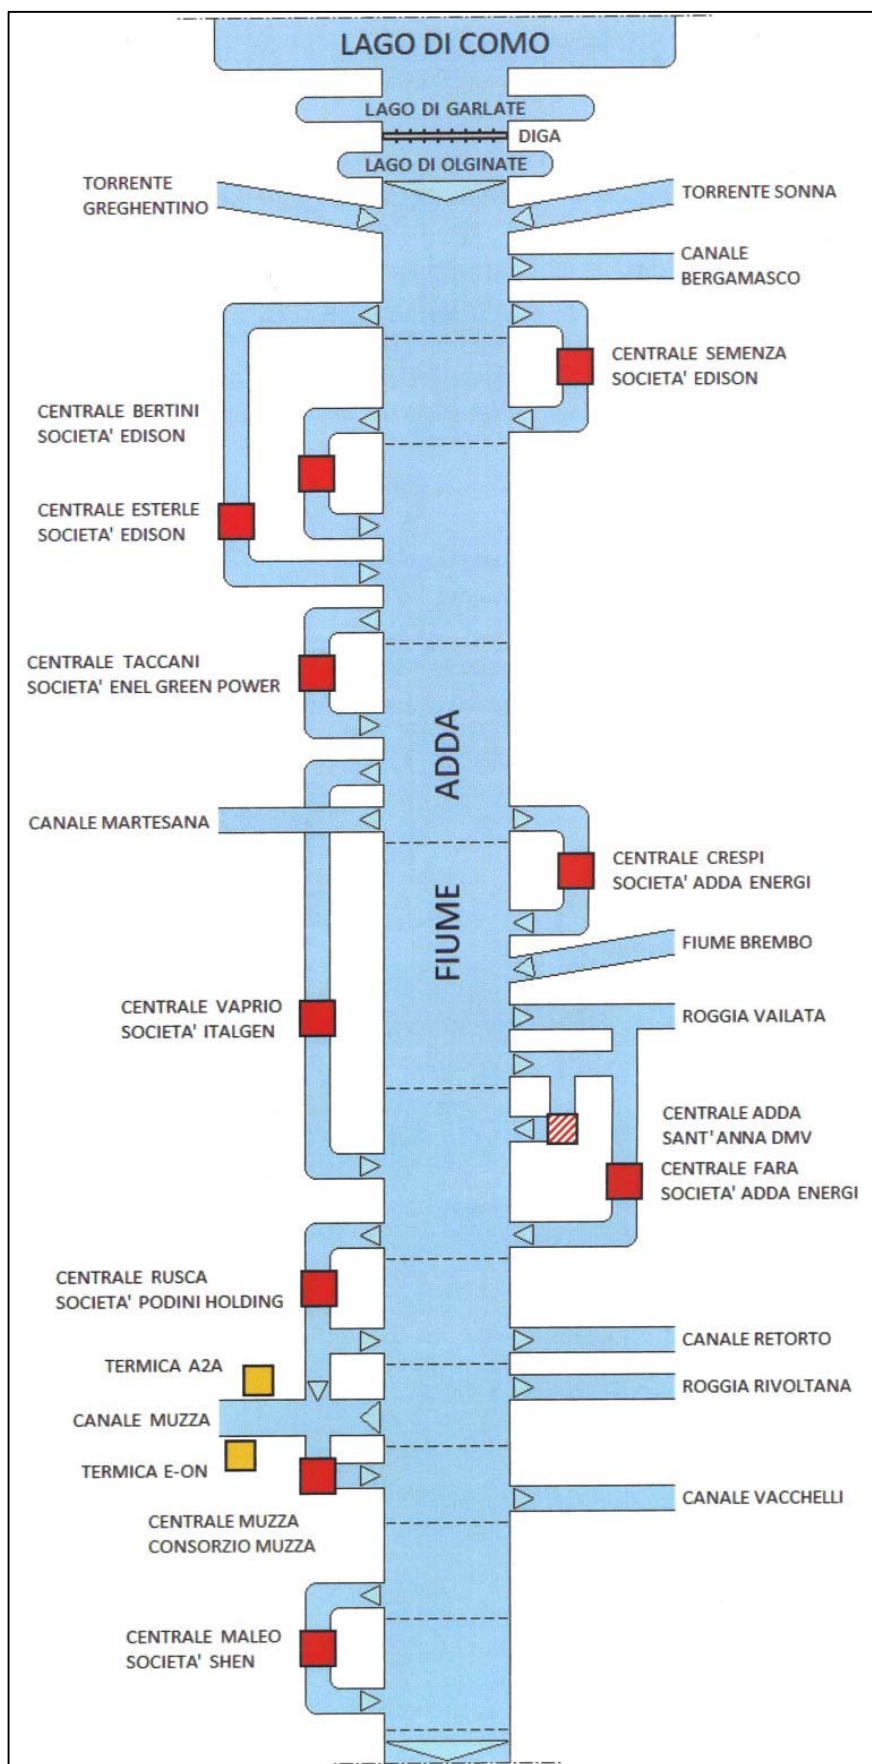 LAGO DI COMO
LAGO DI GARLATE
DIGA
LAGO DI OLGINATE
TORRENTE
GREGHENTINO
TORRENTE SONNA
CANALE
BERGAMASCO
CENTRALE SEMENZA
SOCIETA' EDISON
CENTRALE BERTINI
SOCIETA' EDISON
CENTRALE ESTERLE
SOCIETA' EDISON
CENTRALE TACCANI
SOCIETA' ENEL GREEN POWER
FIUME ADDA
CANALE MARTESANA
CENTRALE CRESPI
SOCIETA' ADDA ENERGI
FIUME BREMBO
CENTRALE VAPRIO
SOCIETA' ITALGEN
ROGGIA VAILATA
CENTRALE ADDA
SANT'ANNA DMV
CENTRALE FARA
SOCIETA' ADDA ENERGI
CENTRALE RUSCA
SOCIETA' PODINI HOLDING
CANALE RETORTO
TERMICA A2A
ROGGIA RIVOLTANA
CANALE MUZZA
TERMICA E-ON
CANALE VACCHELLI
CENTRALE MUZZA
CONSORZIO MUZZA
CENTRALE MALEO
SOCIETA' SHEN